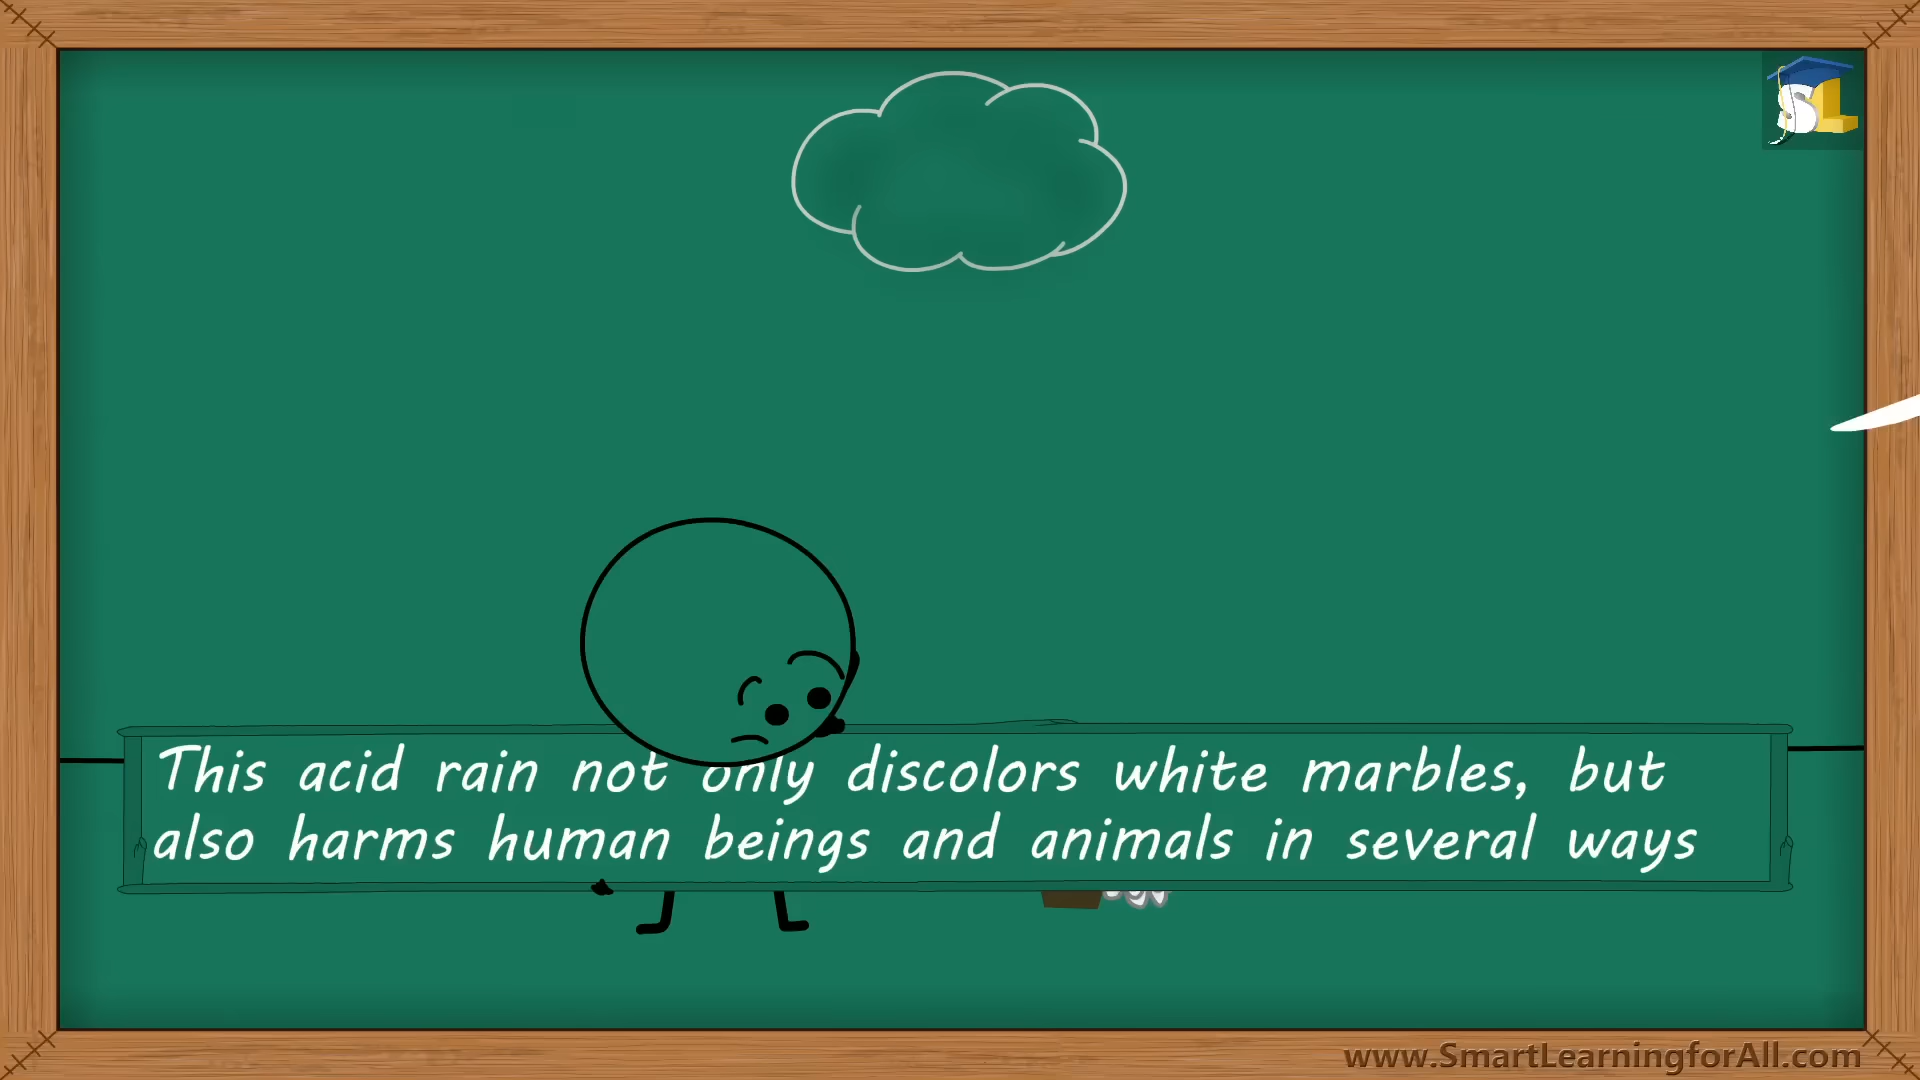 SL
This acid rain not only discolors white marbles, but
also harms human beings and animals in several ways
www.SmartLearningforAll.com